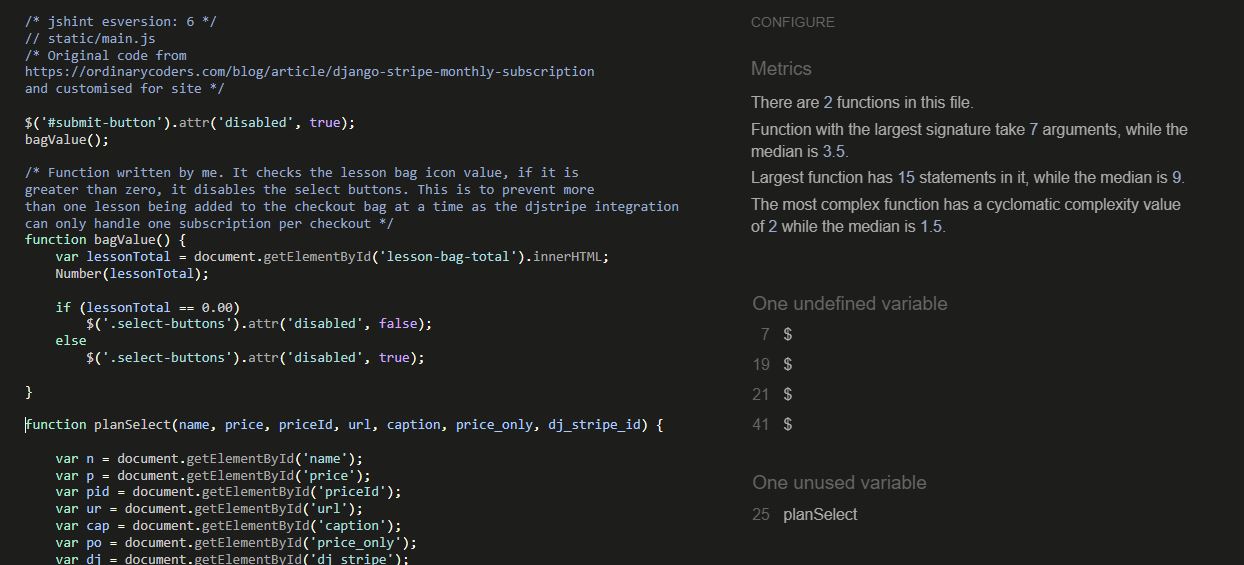 /* jshint esversion: 6 */
// static/main.js
/* Original code from
https://ordinarycoders.com/blog/article/django-stripe-monthly-subscription
and customised for site */
$('#submit-button').attr('disabled', true);
bagValue();
/* Function written by me. It checks the lesson bag icon value, if it is
greater than zero, it disables the select buttons. This is to prevent more
than one lesson being added to the checkout bag at a time as the djstripe integration
can only handle one subscription per checkout */
function bagValue() {
    var lessonTotal = document.getElementById('lesson-bag-total').innerHTML;
    Number(lessonTotal);
    if (lessonTotal == 0.00)
        $('.select-buttons').attr('disabled', false);
    else
        $('.select-buttons').attr('disabled', true);
}
function planSelect(name, price, priceId, url, caption, price_only, dj_stripe_id) {
    var n = document.getElementById('name');
    var p = document.getElementById('price');
    var pid = document.getElementById('priceId');
    var ur = document.getElementById('url');
    var cap = document.getElementById('caption');
    var po = document.getElementById('price_only');
    var dj = document.getElementById('dj_stripe');
CONFIGURE
Metrics
There are 2 functions in this file.
Function with the largest signature take 7 arguments, while the
median is 3.5.
Largest function has 15 statements in it, while the median is 9.
The most complex function has a cyclomatic complexity value
of 2 while the median is 1.5.
One undefined variable
7 $
19 $
21 $
41 $
One unused variable
25 planSelect